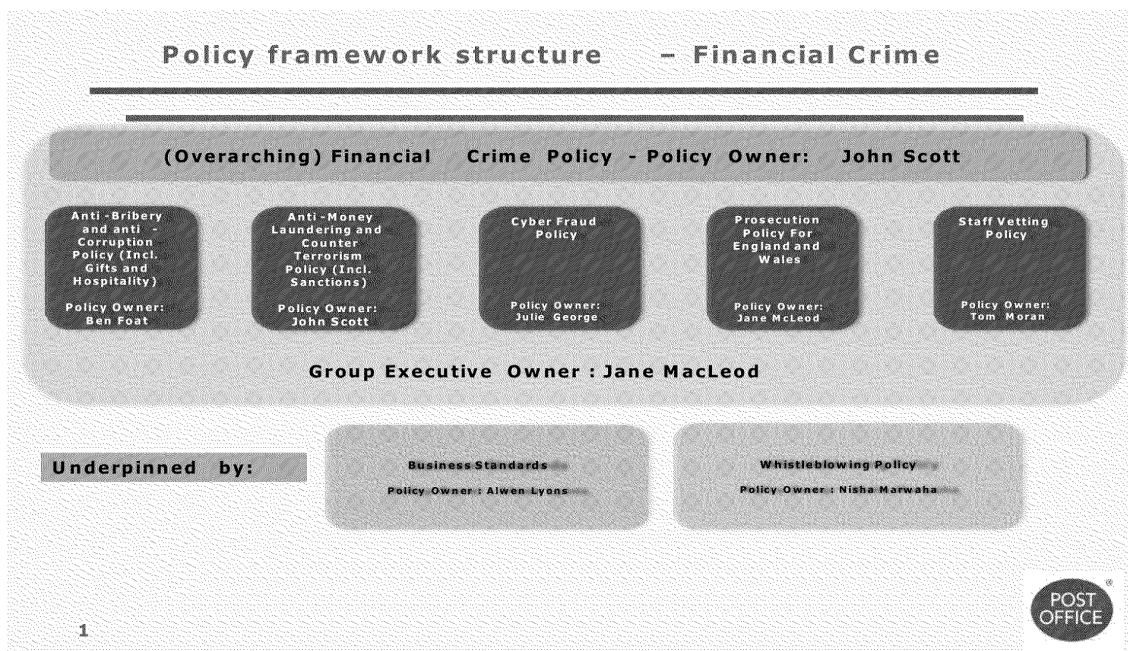 Policy framework structure – Financial Crime
(Overarching) Financial Crime Policy - Policy Owner: John Scott
Anti -Bribery
and anti -
Corruption
Policy (Incl.
Gifts and
Hospitality)
Policy Owner:
Ben Foat
Anti -Money
Laundering and
Counter
Terrorism
Policy (Incl.
Sanctions)
Policy Owner:
John Scott
Cyber Fraud
Policy
Policy Owner:
Julie George
Prosecution
Policy For
England and
Wales
Policy Owner:
Jane McLeod
Staff Vetting
Policy
Policy Owner:
Tom Moran
Group Executive Owner : Jane MacLeod
Underpinned by:
Business Standards
Policy Owner : Alwen Lyons
Whistleblowing Policy
Policy Owner : Nisha Marwaha
1
POST
OFFICE
®